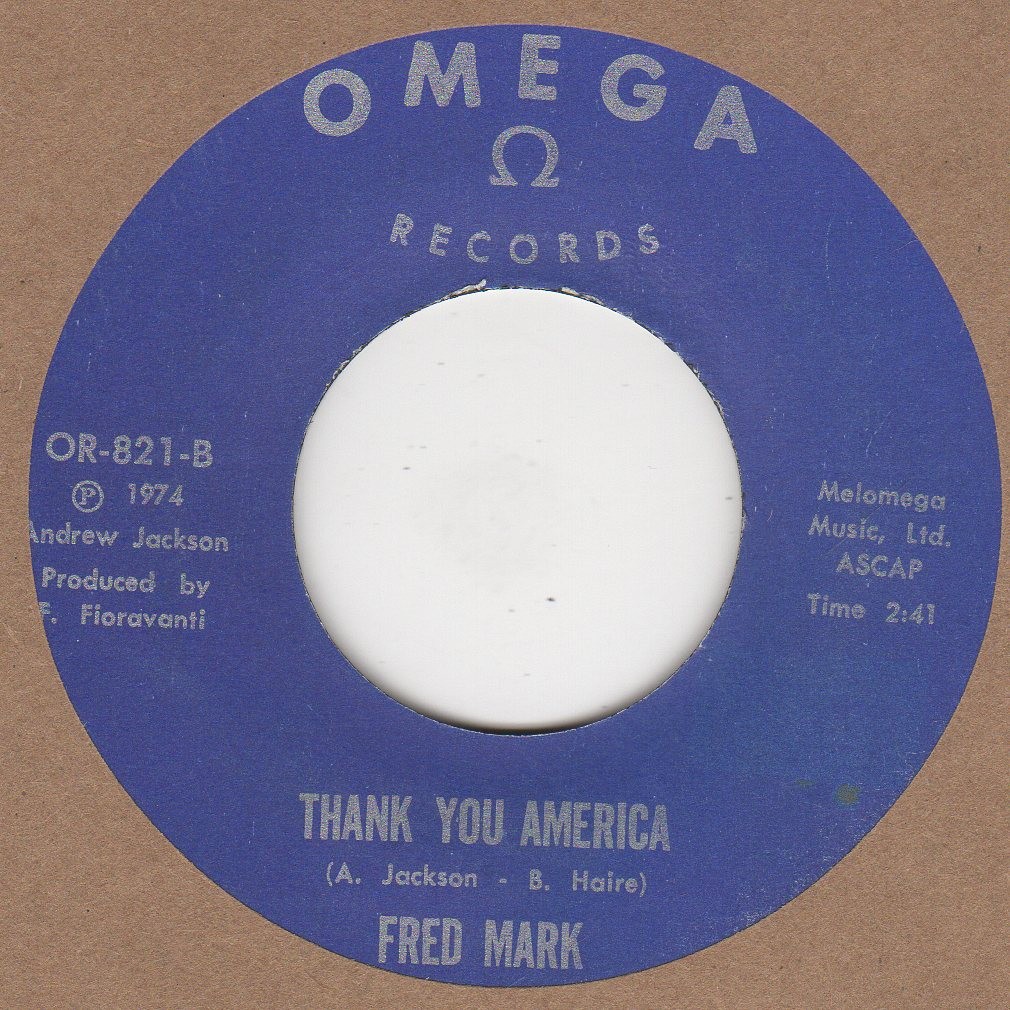 OMEGA
Ω
RECORDS
OR-821-B
Ⓟ 1974
Andrew Jackson
Produced by
F. Fioravanti
Melomega
Music, Ltd.
ASCAP
Time 2:41
THANK YOU AMERICA
(A. Jackson - B. Haire)
FRED MARK